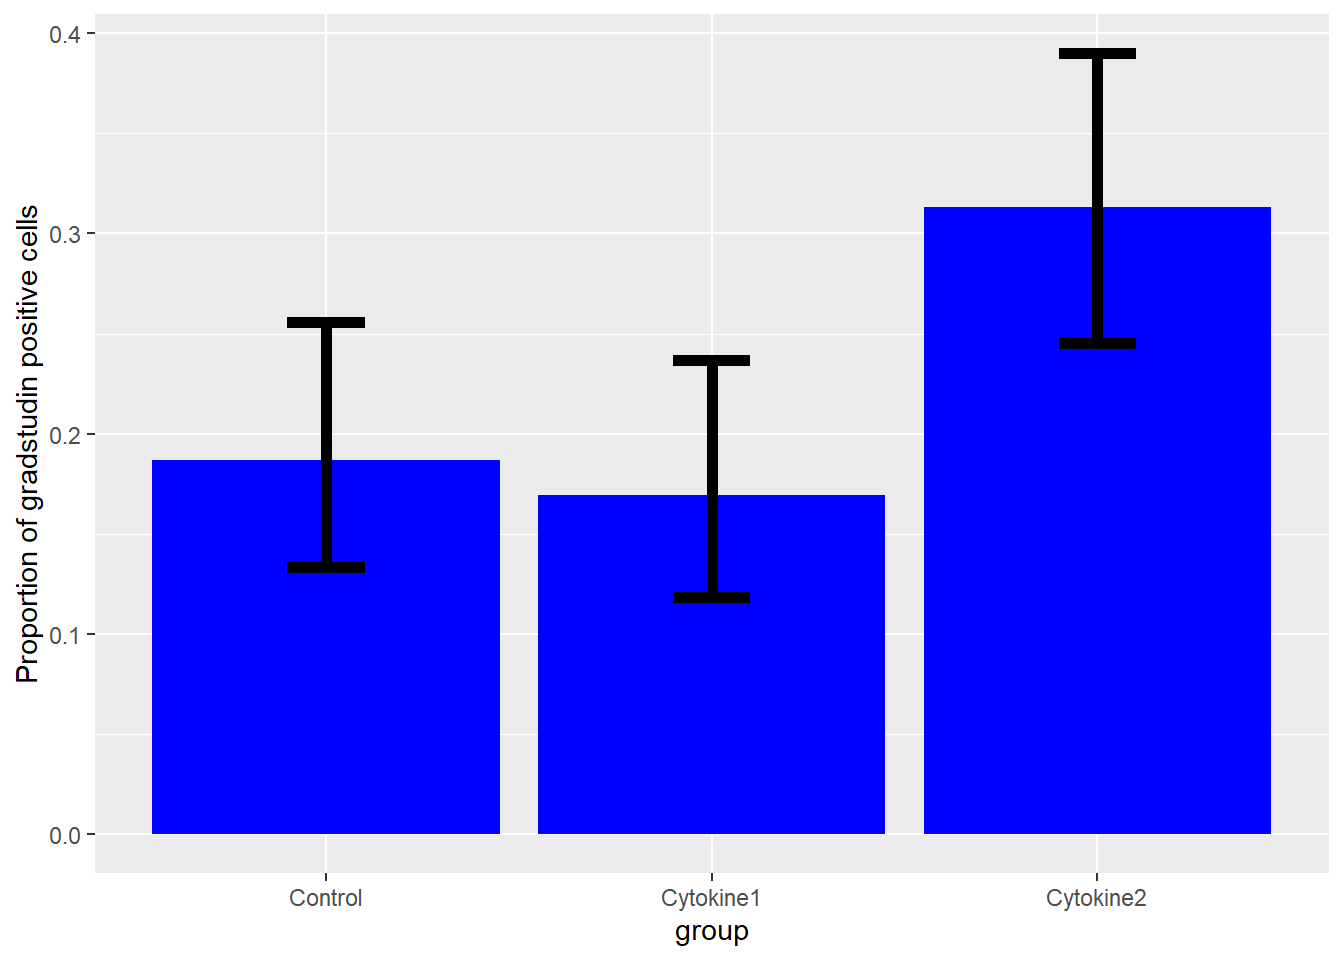 Proportion of gradstudin positive cells
0.4
0.3
0.2
0.1
0.0
Control Cytokine1 Cytokine2
group